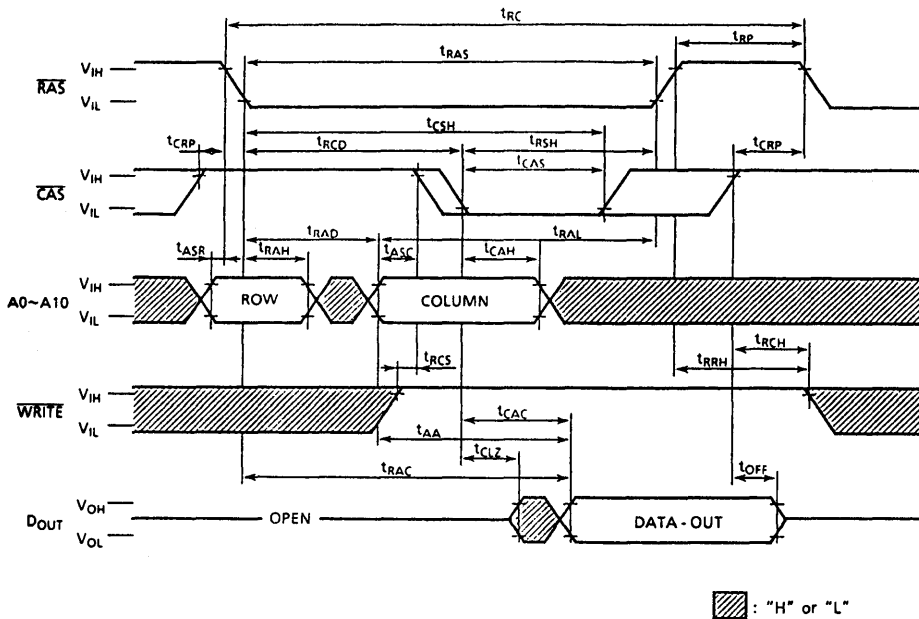 tRC
tRP
tRAS
VIH
RAS
VIL
tCSH
tCRP
tRCD
tRSH
tCRP
tCAS
VIH
CAS
VIL
tRAD
tRAL
tASR
tRAH
tASC
tCAH
VIH
A0~A10
ROW
COLUMN
VIL
tRCS
tRCH
tRRH
VIH
WRITE
VIL
tCAC
tAA
tCLZ
tRAC
tOFF
VOH
DOUT
OPEN
DATA - OUT
VOL
: "H" or "L"